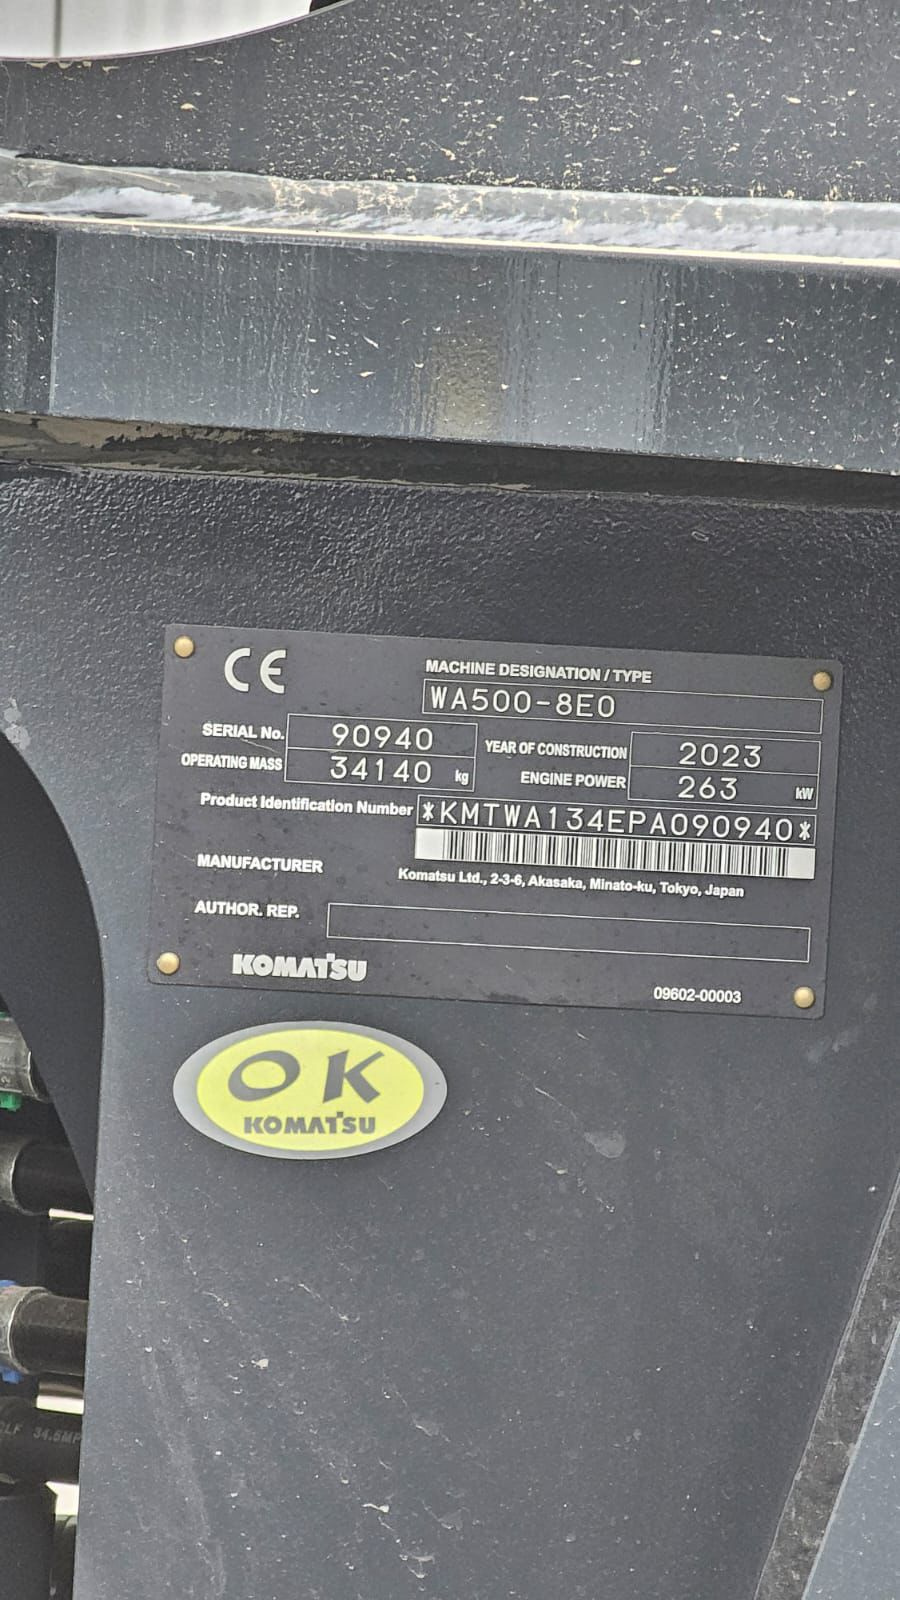 CE
MACHINE DESIGNATION / TYPE
WA500-8E0
SERIAL No. 90940
YEAR OF CONSTRUCTION 2023
OPERATING MASS 34140 kg
ENGINE POWER 263 kW
Product Identification Number *KMTWA134EPA090940*
MANUFACTURER
Komatsu Ltd., 2-3-6, Akasaka, Minato-ku, Tokyo, Japan
AUTHOR. REP.
KOMATSU
09602-00003
OK
KOMATSU